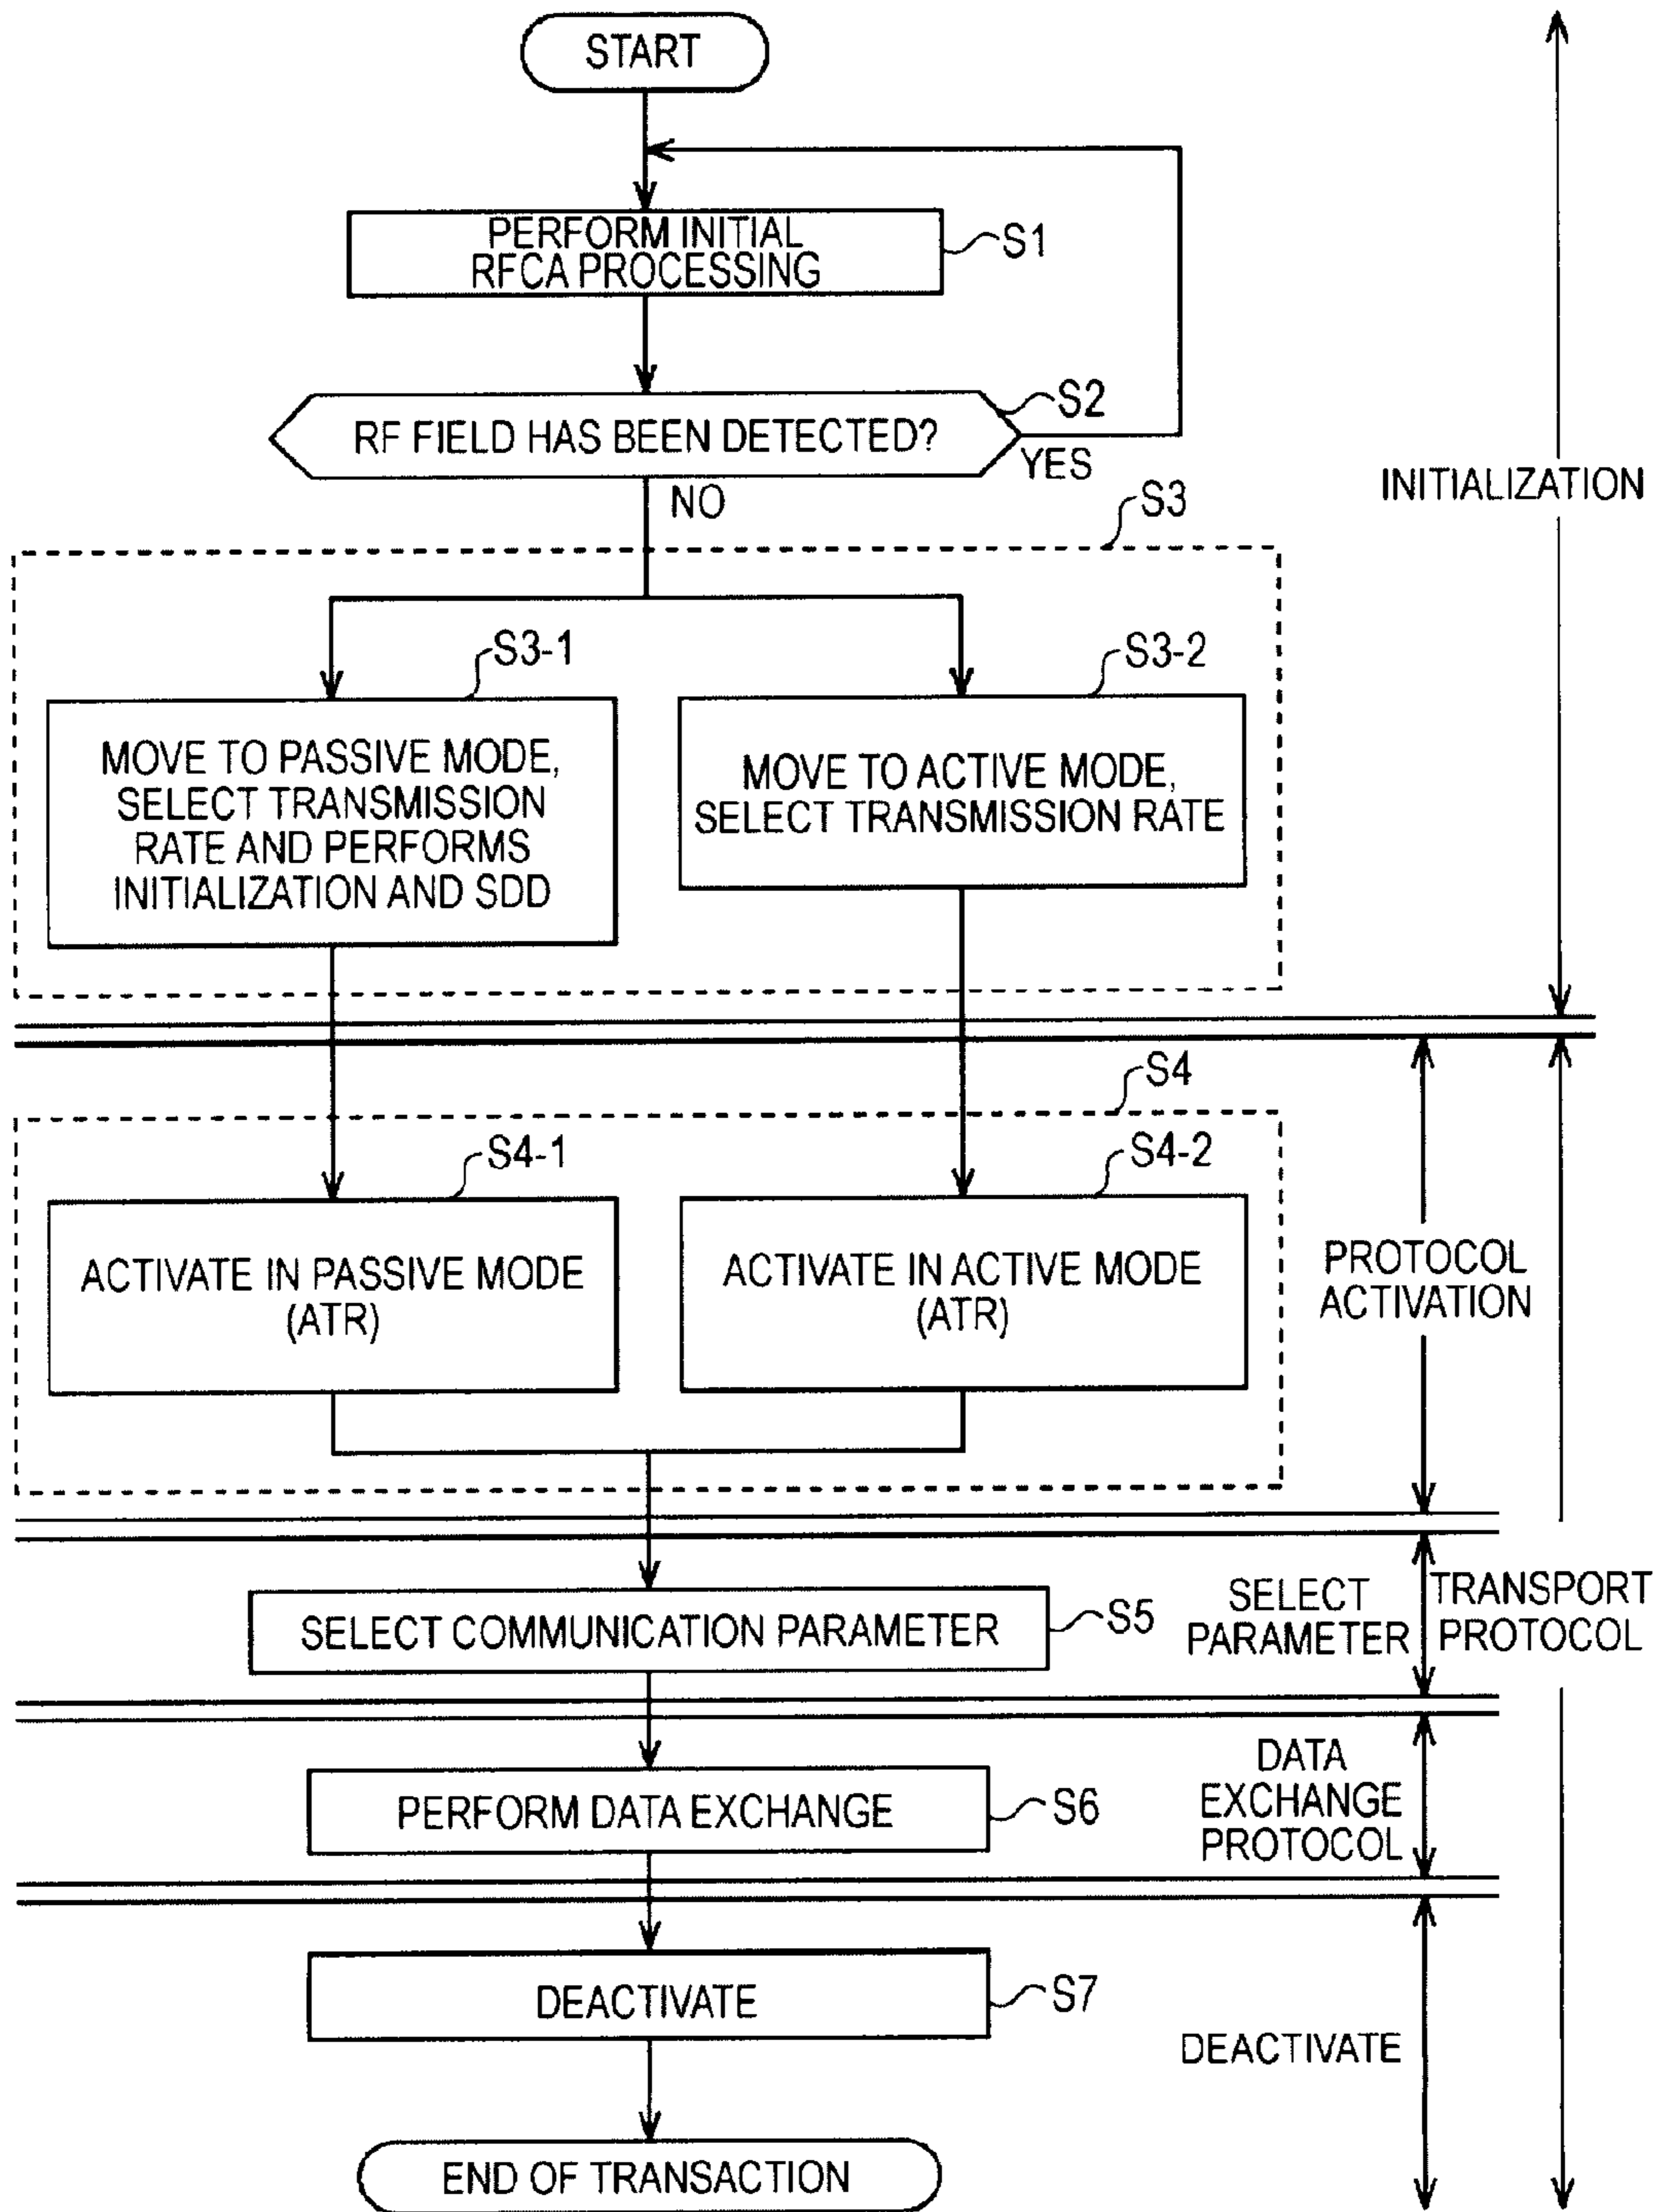 START
PERFORM INITIAL
RFCA PROCESSING
S1
RF FIELD HAS BEEN DETECTED?
S2
YES
NO
INITIALIZATION
S3
S3-1
S3-2
MOVE TO PASSIVE MODE,
SELECT TRANSMISSION
RATE AND PERFORMS
INITIALIZATION AND SDD
MOVE TO ACTIVE MODE,
SELECT TRANSMISSION RATE
S4
S4-1
S4-2
ACTIVATE IN PASSIVE MODE
(ATR)
ACTIVATE IN ACTIVE MODE
(ATR)
PROTOCOL
ACTIVATION
SELECT COMMUNICATION PARAMETER
S5
SELECT
PARAMETER
TRANSPORT
PROTOCOL
PERFORM DATA EXCHANGE
S6
DATA
EXCHANGE
PROTOCOL
DEACTIVATE
S7
DEACTIVATE
END OF TRANSACTION